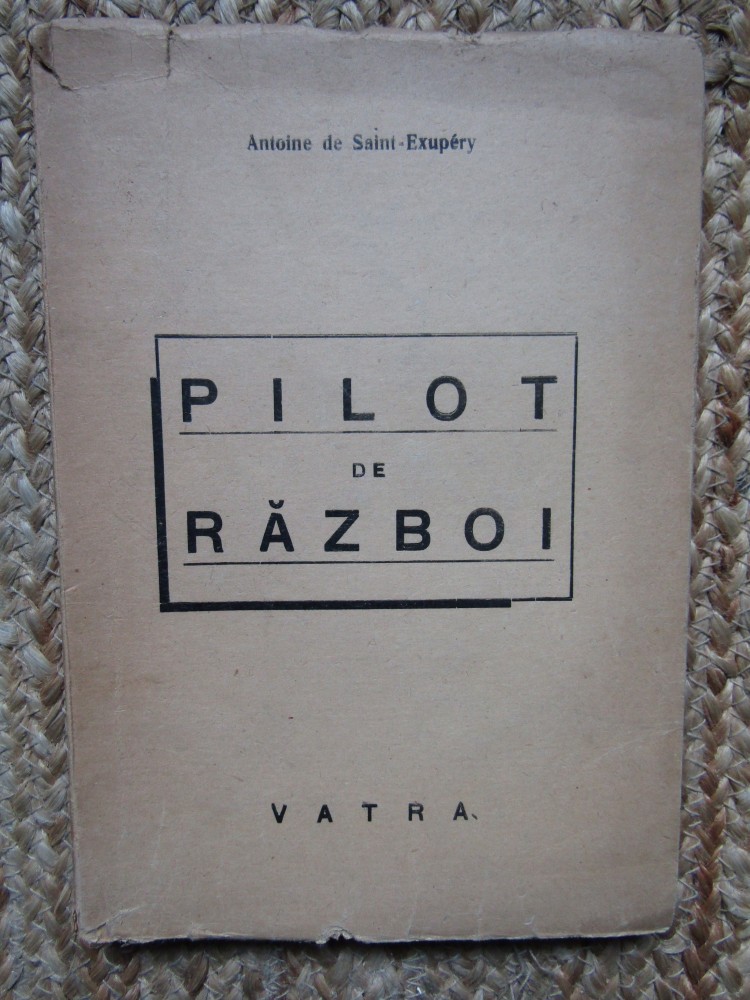 Antoine de Saint-Exupéry
PILOT
DE
RĂZBOI
VATRA